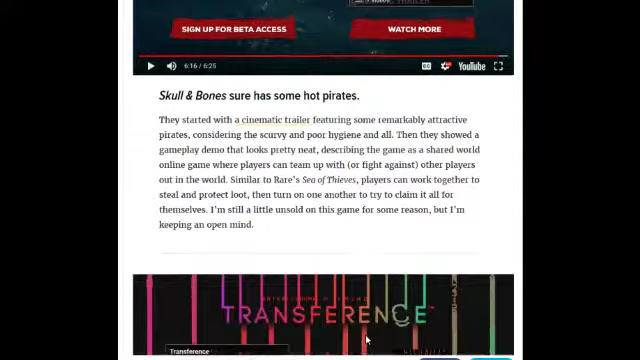 SIGN UP FOR BETA ACCESS
WATCH MORE
6:16 / 6:25
CC
YouTube
Skull & Bones sure has some hot pirates.
They started with a cinematic trailer featuring some remarkably attractive
pirates, considering the scurvy and poor hygiene and all. Then they showed a
gameplay demo that looks pretty neat, describing the game as a shared world
online game where players can team up with (or fight against) other players
out in the world. Similar to Rare's Sea of Thieves, players can work together to
steal and protect loot, then turn on one another to try to claim it all for
themselves. I'm still a little unsold on this game for some reason, but I'm
keeping an open mind.
TRANSFERENCE
Transference